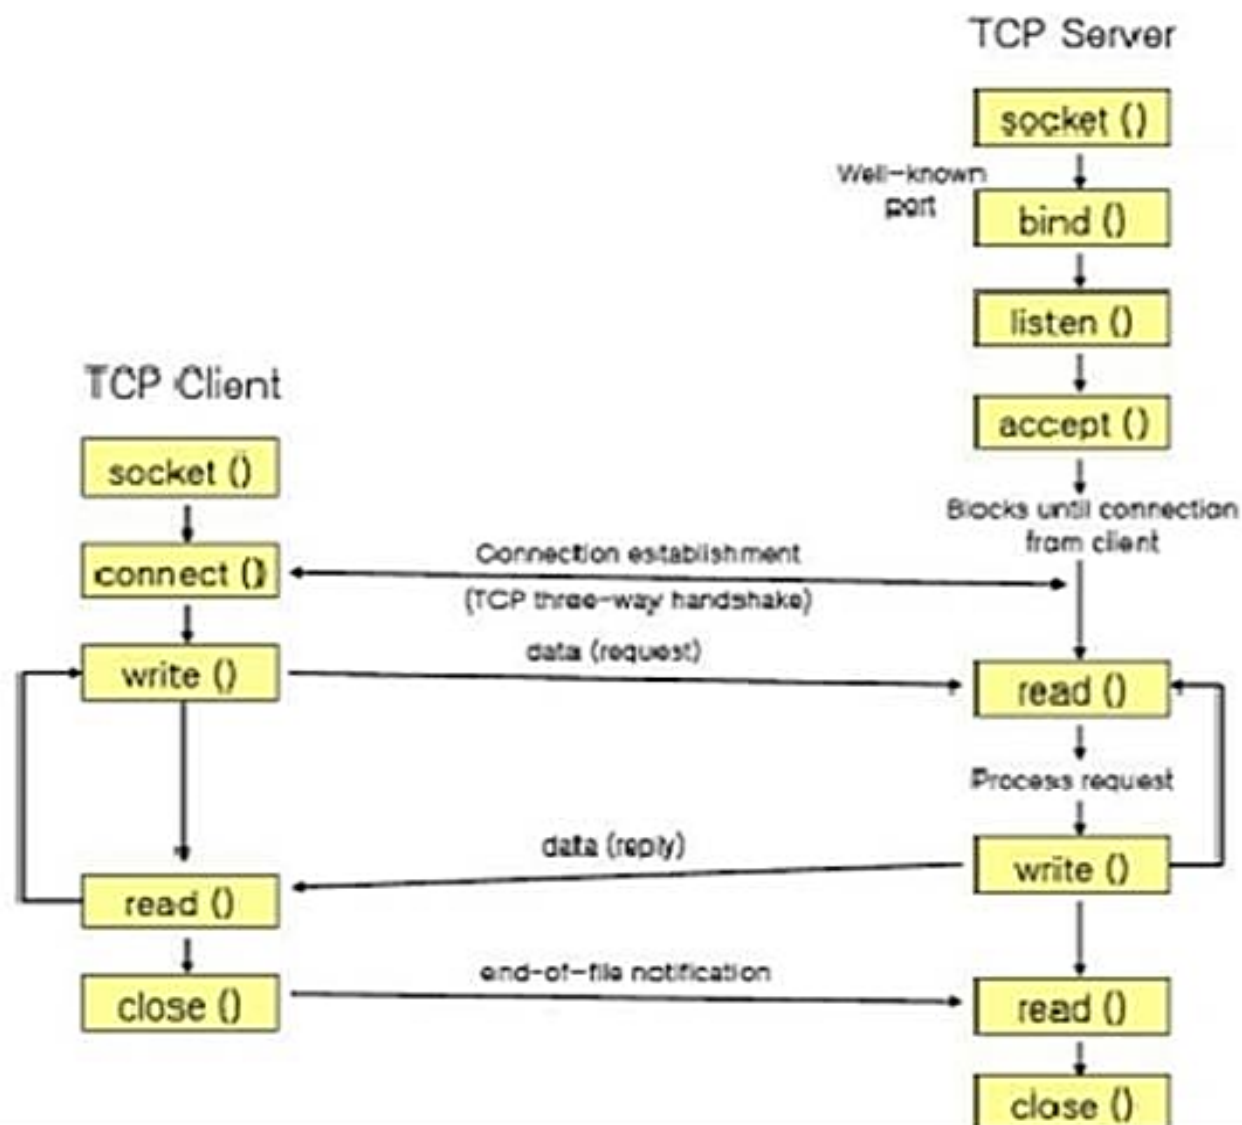 TCP Server
socket ()
Well-known
port
bind ()
listen ()
accept ()
Blocks until connection
from client
TCP Client
socket ()
connect ()
Connection establishment
(TCP three-way handshake)
write ()
data (request)
read ()
Process request
data (reply)
write ()
read ()
end-of-file notification
close ()
read ()
close ()